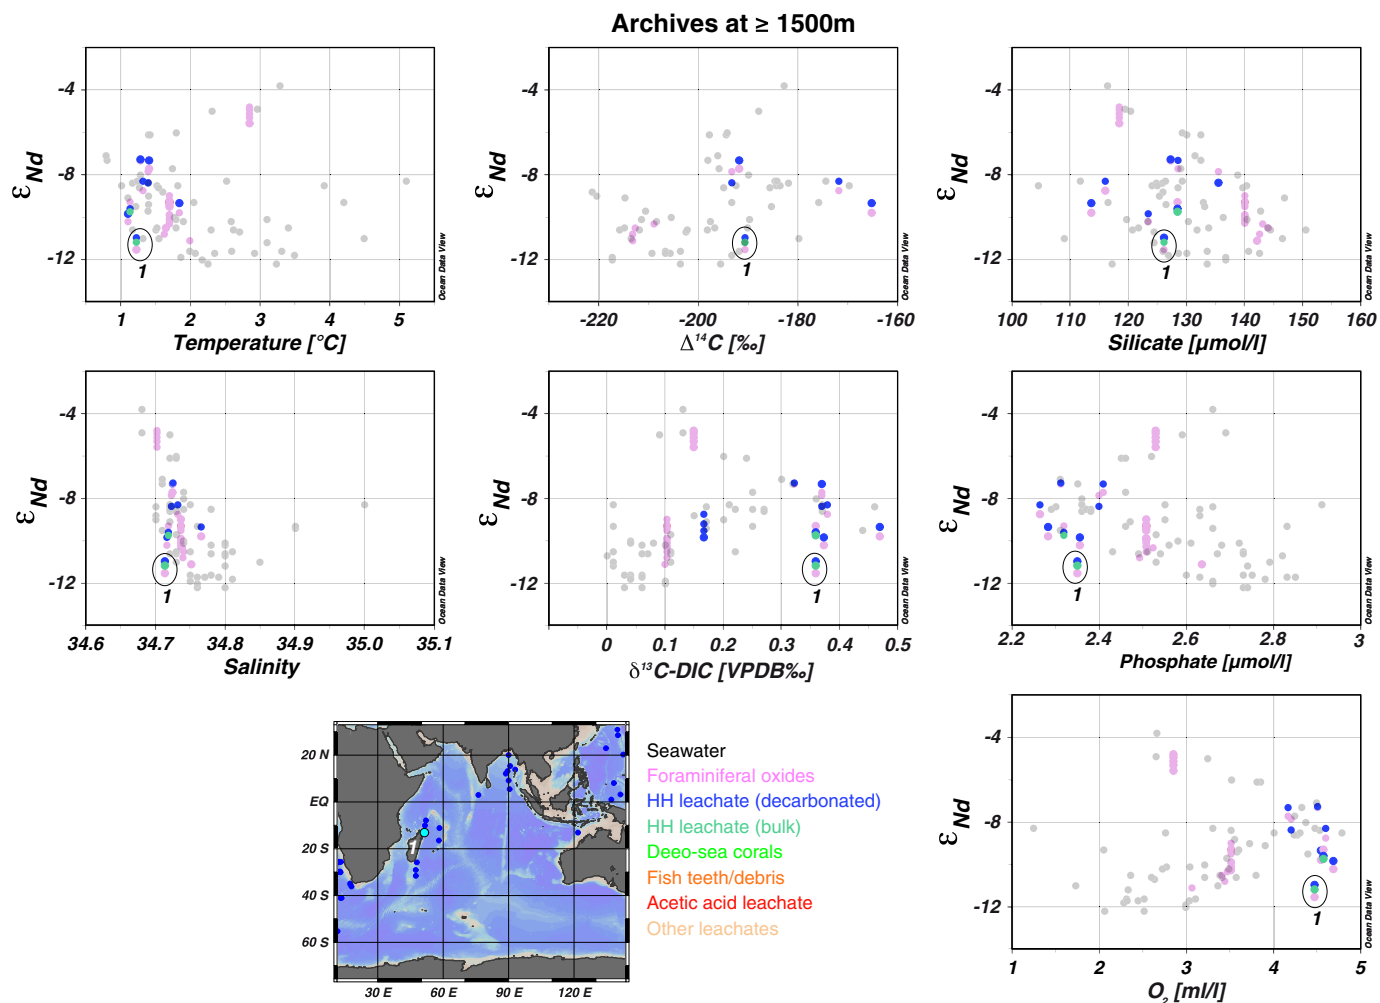 Archives at ≥ 1500m
-4
-8
-12
εNd
1
1 2 3 4 5
Temperature [°C]
Ocean Data View
-4
-8
-12
εNd
1
-220 -200 -180 -160
Δ¹⁴C [‰]
Ocean Data View
-4
-8
-12
εNd
1
100 110 120 130 140 150 160
Silicate [µmol/l]
Ocean Data View
-4
-8
-12
εNd
1
34.6 34.7 34.8 34.9 35.0 35.1
Salinity
Ocean Data View
-4
-8
-12
εNd
1
0 0.1 0.2 0.3 0.4 0.5
δ¹³C-DIC [VPDB‰]
Ocean Data View
-4
-8
-12
εNd
1
2.2 2.4 2.6 2.8 3
Phosphate [µmol/l]
Ocean Data View
20 N
EQ
20 S
40 S
60 S
1
30 E 60 E 90 E 120 E
Seawater
Foraminiferal oxides
HH leachate (decarbonated)
HH leachate (bulk)
Deeo-sea corals
Fish teeth/debris
Acetic acid leachate
Other leachates
-4
-8
-12
εNd
1
1 2 3 4 5
O₂ [ml/l]
Ocean Data View